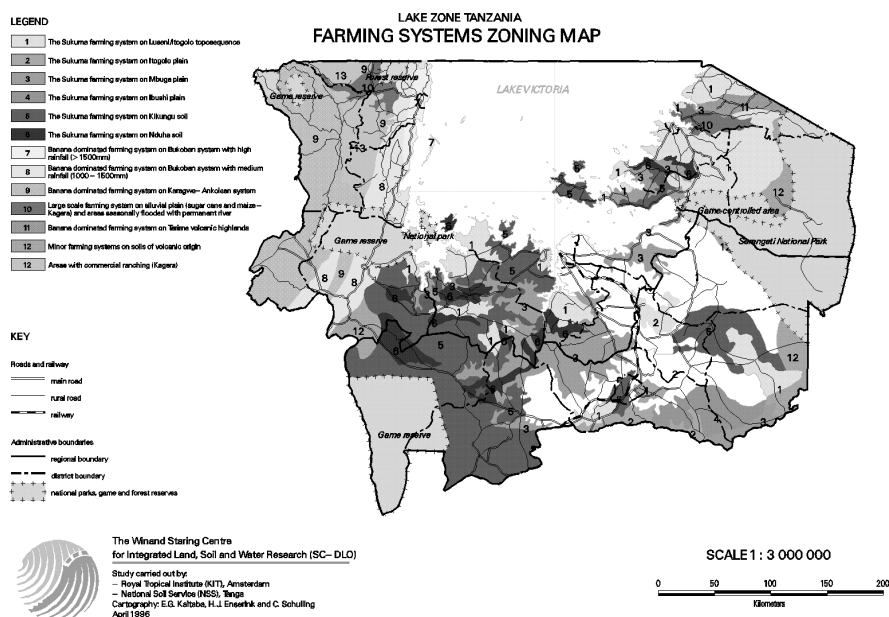 LAKE ZONE TANZANIA
FARMING SYSTEMS ZONING MAP
LEGEND
1 The Sukuma farming system on Luseni/Itogolo toposequence
2 The Sukuma farming system on Itogolo plain
3 The Sukuma farming system on Mbuga plain
4 The Sukuma farming system on Ibushi plain
5 The Sukuma farming system on Kikungu soil
6 The Sukuma farming system on Nduha soil
7 Banana dominated farming system on Bukoban system with high
rainfall (> 1500mm)
8 Banana dominated farming system on Bukoban system with medium
rainfall (1000 – 1500mm)
9 Banana dominated farming system on Karagwe– Ankolean system
10 Large scale farming system on alluvial plain (sugar cane and maize –
Kagera) and areas seasonally flooded with permanent river
11 Banana dominated farming system on Tarime volcanic highlands
12 Minor farming systems on soils of volcanic origin
12 Areas with commercial ranching (Kagera)
KEY
Roads and railway
main road
rural road
railway
Administrative boundaries
regional boundary
district boundary
national parks, game and forest reserves
LAKE VICTORIA
Forest reserve
Game reserve
Game reserve
National park
Game controlled area
Serengeti National Park
Game reserve
The Winand Staring Centre
for Integrated Land, Soil and Water Research (SC– DLO)
Study carried out by:
– Royal Tropical Institute (KIT), Amsterdam
– National Soil Service (NSS), Tanga
Cartography: E.G. Kaitaba, H.J. Enserink and C. Schuiling
April 1996
SCALE 1 : 3 000 000
0 50 100 150 200
Kilometers